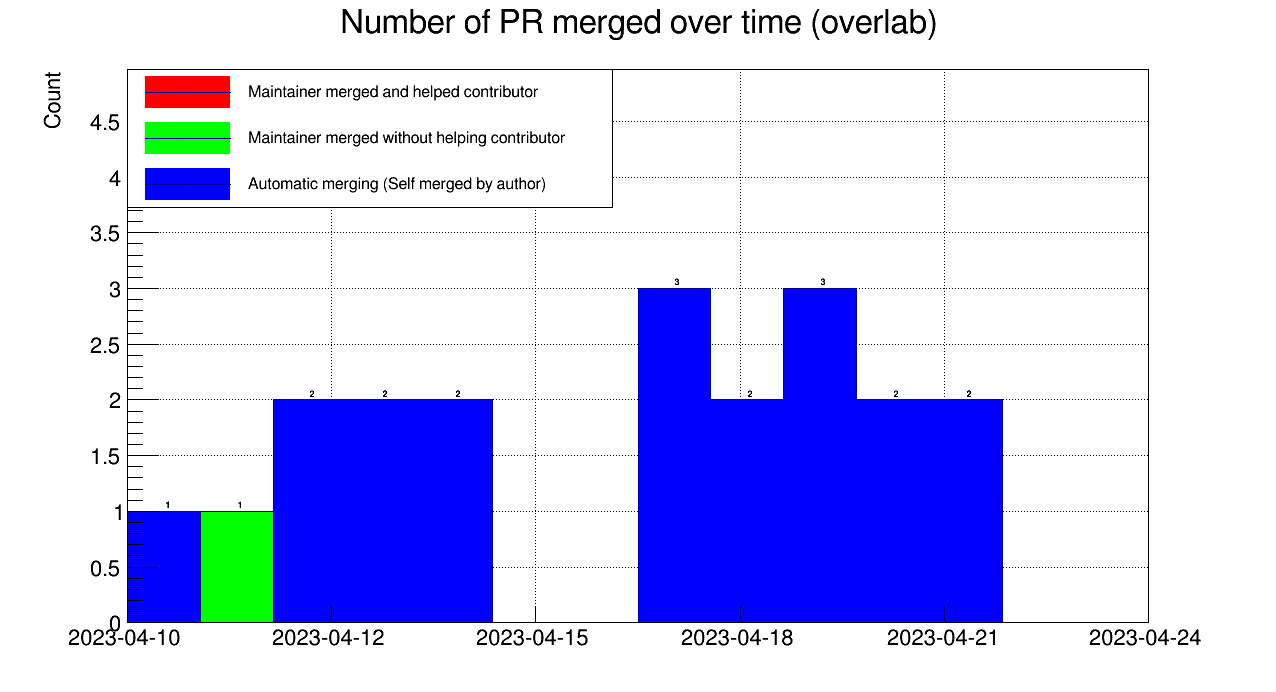 Number of PR merged over time (overlab)
Count
Maintainer merged and helped contributor
Maintainer merged without helping contributor
Automatic merging (Self merged by author)
4.5
4
3.5
3
2.5
2
1.5
1
0.5
0
1 1 2 2 2 3 2 3 2 2
2023-04-10 2023-04-12 2023-04-15 2023-04-18 2023-04-21 2023-04-24